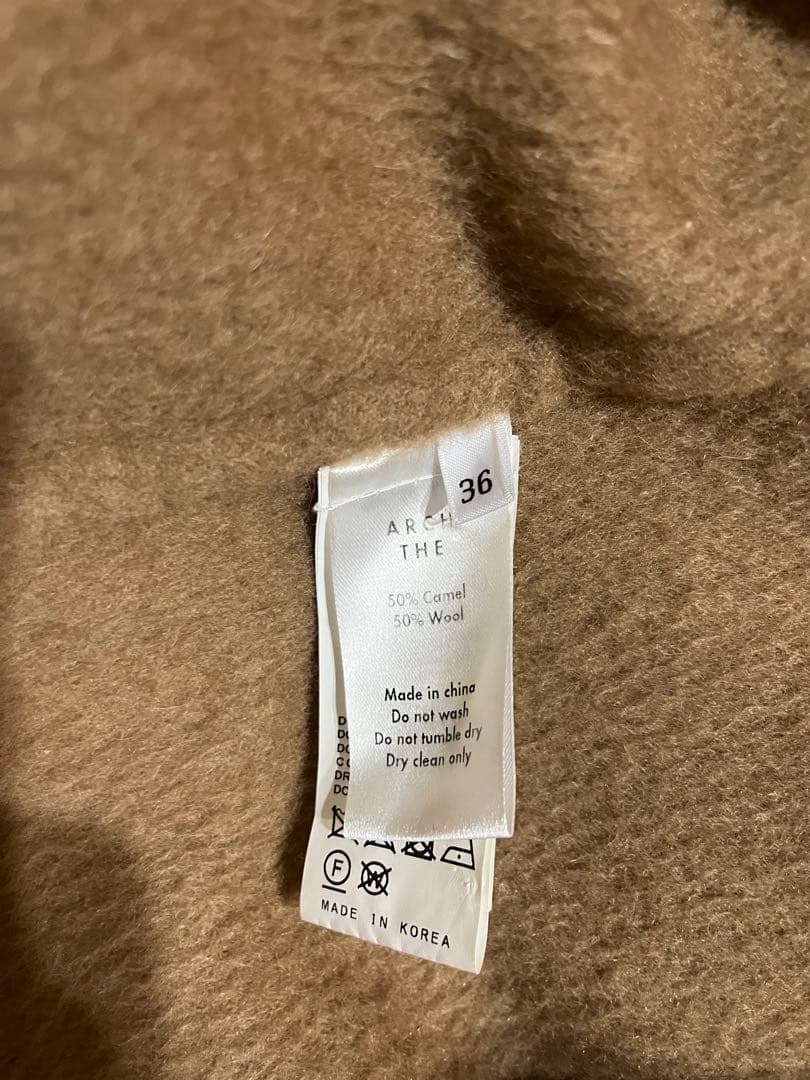 36
ARCH
THE
50% Camel
50% Wool
Made in china
Do not wash
Do not tumble dry
Dry clean only
F
W
MADE IN KOREA